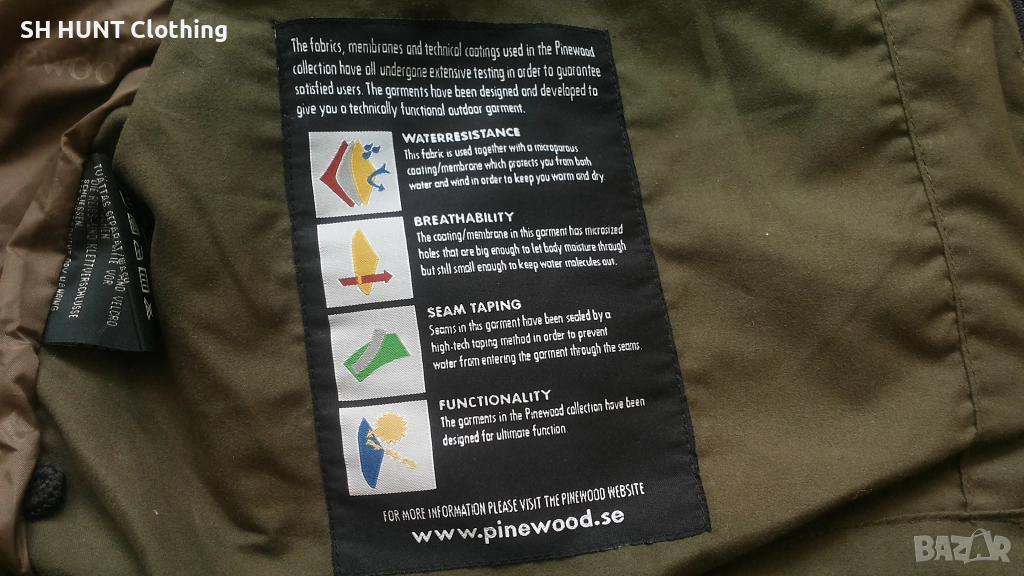 SH HUNT Clothing
The fabrics, membranes and technical coatings used in the Pinewood
collection have all undergone extensive testing in order to guarantee
satisfied users. The garments have been designed and developed to
give you a technically functional outdoor garment.
WATERRESISTANCE
This fabric is used together with a microporous
coating/membrane which protects you from both
water and wind in order to keep you warm and dry.
BREATHABILITY
The coating/membrane in this garment has microsized
holes that are big enough to let body moisture through
but still small enough to keep water molecules out.
SEAM TAPING
Seams in this garment have been sealed by a
high-tech taping method in order to prevent
water from entering the garment through the seams.
FUNCTIONALITY
The garments in the Pinewood collection have been
designed for ultimate function.
FOR MORE INFORMATION PLEASE VISIT THE PINEWOOD WEBSITE
www.pinewood.se
KLETTVERSCHLUSSE
SCHLIESSEN
BAZAR